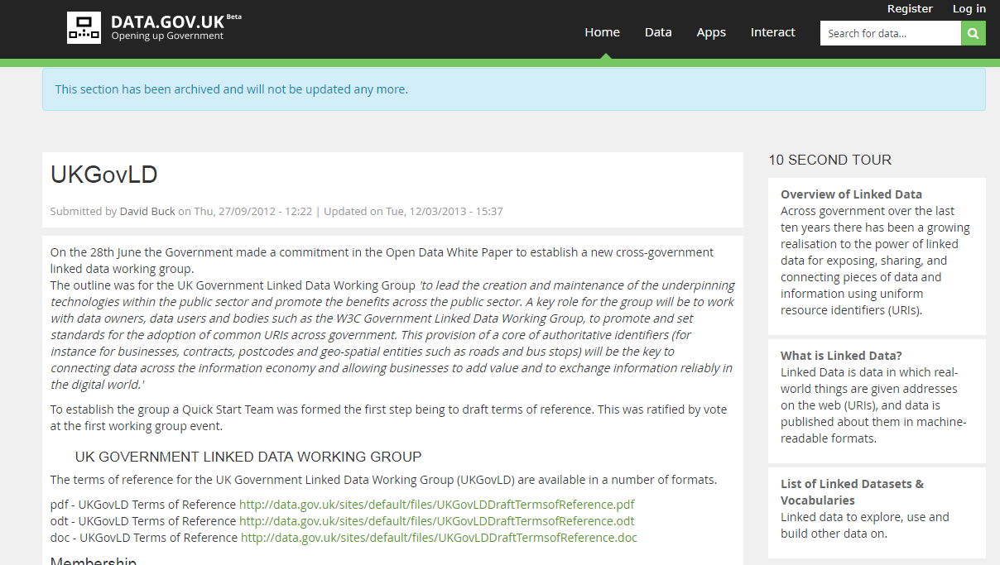 Register Log in
DATA.GOV.UK Beta
Opening up Government
Home Data Apps Interact Search for data...
This section has been archived and will not be updated any more.
UKGovLD
Submitted by David Buck on Thu, 27/09/2012 - 12:22 | Updated on Tue, 12/03/2013 - 15:37
On the 28th June the Government made a commitment in the Open Data White Paper to establish a new cross-government
linked data working group.
The outline was for the UK Government Linked Data Working Group 'to lead the creation and maintenance of the underpinning
technologies within the public sector and promote the benefits across the public sector. A key role for the group will be to work
with data owners, data users and bodies such as the W3C Government Linked Data Working Group, to promote and set
standards for the adoption of common URIs across government. This provision of a core of authoritative identifiers (for
instance for businesses, contracts, postcodes and geo-spatial entities such as roads and bus stops) will be the key to
connecting data across the information economy and allowing businesses to add value and to exchange information reliably in
the digital world.'
To establish the group a Quick Start Team was formed the first step being to draft terms of reference. This was ratified by vote
at the first working group event.
UK GOVERNMENT LINKED DATA WORKING GROUP
The terms of reference for the UK Government Linked Data Working Group (UKGovLD) are available in a number of formats.
pdf - UKGovLD Terms of Reference http://data.gov.uk/sites/default/files/UKGovLDDraftTermsofReference.pdf
odt - UKGovLD Terms of Reference http://data.gov.uk/sites/default/files/UKGovLDDraftTermsofReference.odt
doc - UKGovLD Terms of Reference http://data.gov.uk/sites/default/files/UKGovLDDraftTermsofReference.doc
Membership
10 SECOND TOUR
Overview of Linked Data
Across government over the last
ten years there has been a growing
realisation to the power of linked
data for exposing, sharing, and
connecting pieces of data and
information using uniform
resource identifiers (URIs).
What is Linked Data?
Linked Data is data in which real-
world things are given addresses
on the web (URIs), and data is
published about them in machine-
readable formats.
List of Linked Datasets &
Vocabularies
Linked data to explore, use and
build other data on.